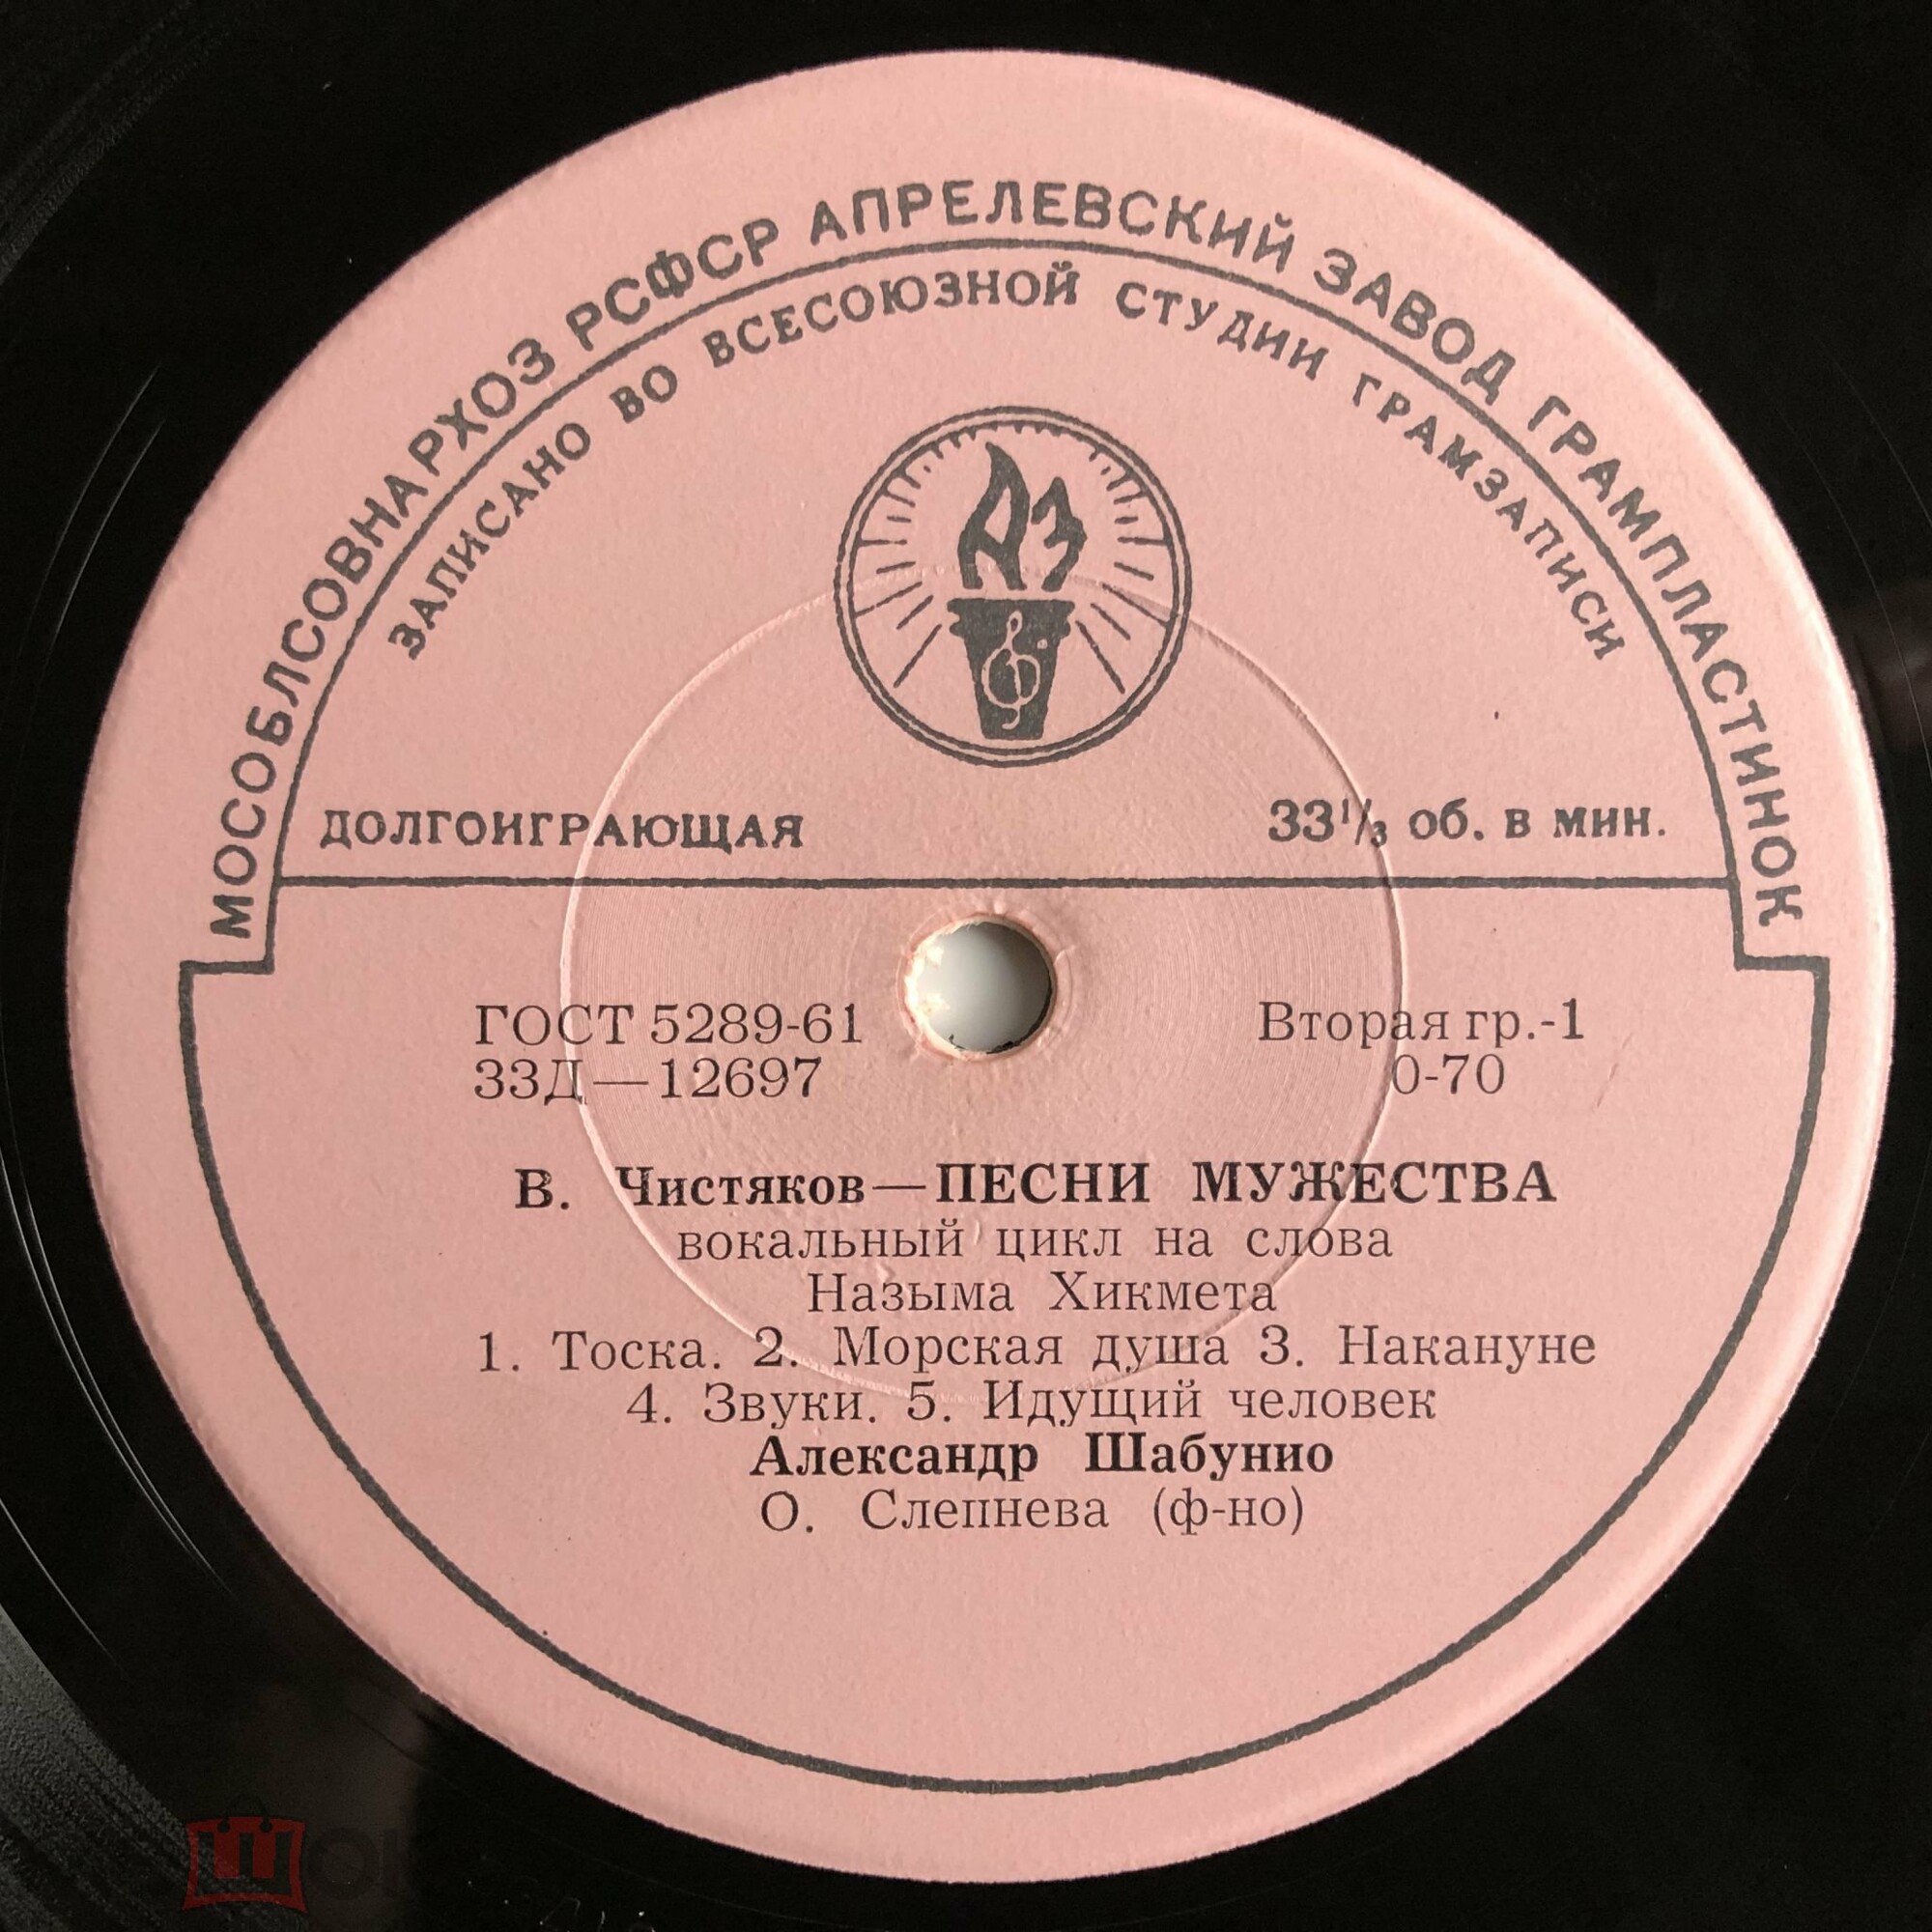 МОСОБЛСОВНАРХОЗ РСФСР АПРЕЛЕВСКИЙ ЗАВОД ГРАМПЛАСТИНОК
ЗАПИСАНО ВО ВСЕСОЮЗНОЙ СТУДИИ ГРАМЗАПИСИ
АЗ
ДОЛГОИГРАЮЩАЯ 33⅓ об. в мин.
ГОСТ 5289-61 Вторая гр.-1
33Д—12697 0-70
В. Чистяков—ПЕСНИ МУЖЕСТВА
вокальный цикл на слова
Назыма Хикмета
1. Тоска. 2. Морская душа 3. Накануне
4. Звуки. 5. Идущий человек
Александр Шабунио
О. Слепнева (ф-но)